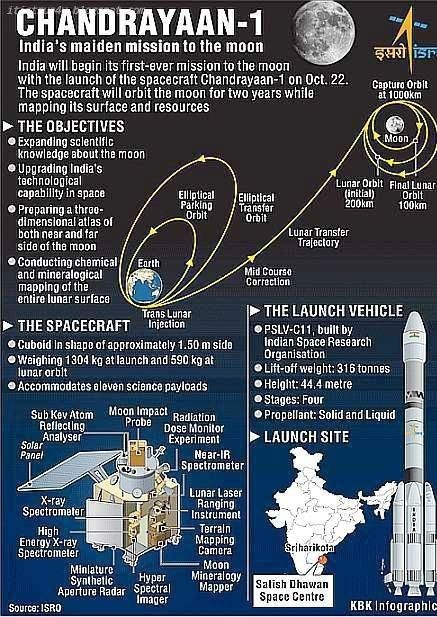 CHANDRAYAAN-1
India's maiden mission to the moon
India will begin its first-ever mission to the moon
with the launch of the spacecraft Chandrayaan-1 on Oct. 22.
The spacecraft will orbit the moon for two years while
mapping its surface and resources
इसरो isro
THE OBJECTIVES
Expanding scientific
knowledge about the moon
Upgrading India's
technological
capability in space
Preparing a three-
dimensional atlas of
both near and far
side of the moon
Conducting chemical
and mineralogical
mapping of the
entire lunar surface
Capture Orbit
at 1000km
Moon
Lunar Orbit
(initial)
200km
Final Lunar
Orbit
100km
Elliptical
Parking
Orbit
Elliptical
Transfer
Orbit
Lunar Transfer
Trajectory
Mid Course
Correction
Earth
Trans Lunar
Injection
THE SPACECRAFT
Cuboid in shape of approximately 1.50 m side
Weighing 1304 kg at launch and 590 kg at
lunar orbit
Accommodates eleven science payloads
Sub Kev Atom
Reflecting
Analyser
Moon Impact
Probe
Radiation
Dose Monitor
Experiment
Solar
Panel
Near-IR
Spectrometer
X-ray
Spectrometer
Lunar Laser
Ranging
Instrument
High
Energy X-ray
Spectrometer
Terrain
Mapping
Camera
Miniature
Synthetic
Aperture Radar
Hyper
Spectral
Imager
Moon
Mineralogy
Mapper
Source: ISRO
THE LAUNCH VEHICLE
PSLV-C11, built by
Indian Space Research
Organisation
Lift-off weight: 316 tonnes
Height: 44.4 metre
Stages: Four
Propellant: Solid and Liquid
LAUNCH SITE
Sriharikota
Satish Dhawan
Space Centre
INDIA
KBK Infographic